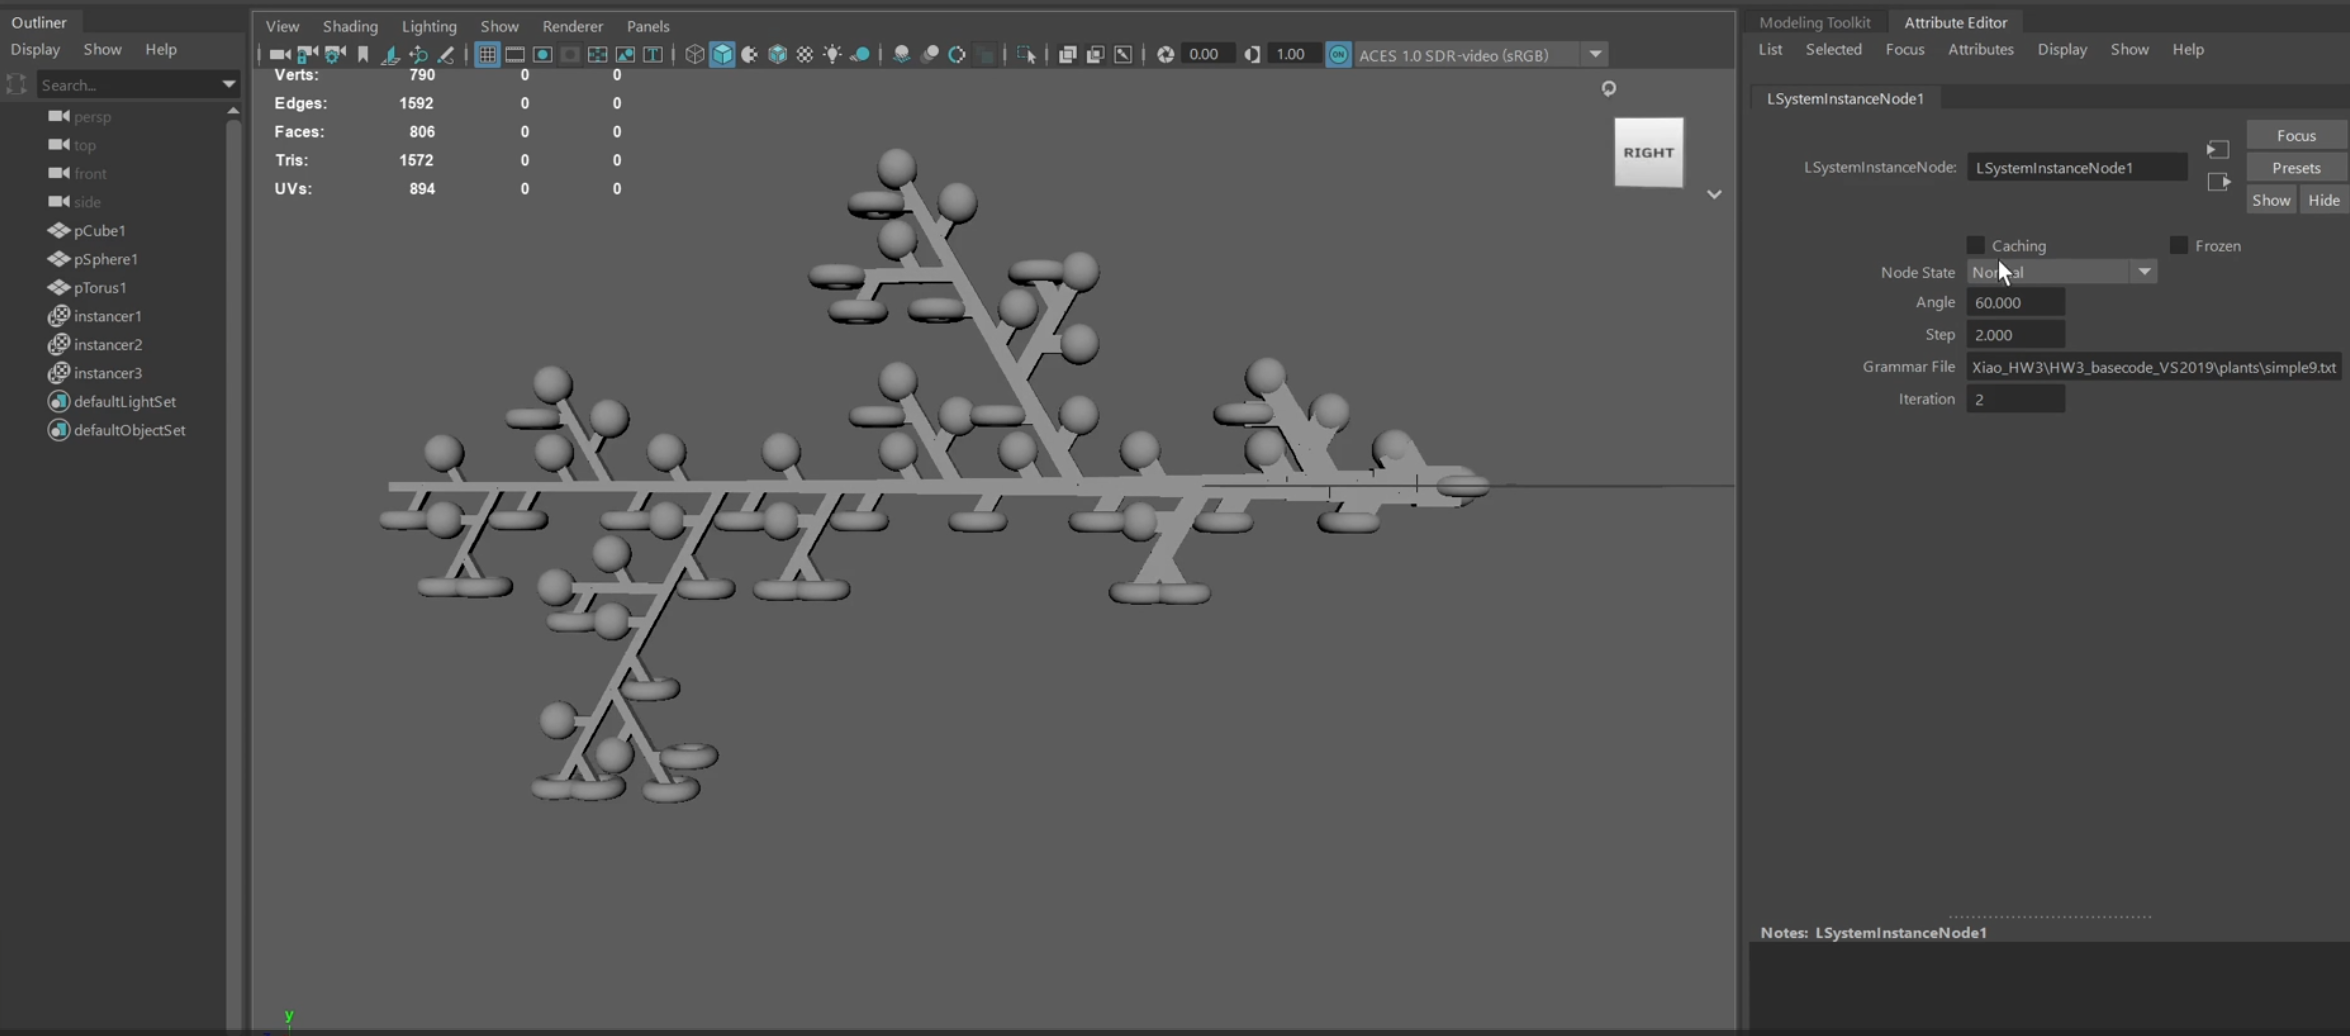 Outliner
Display Show Help
Search...
persp
top
front
side
pCube1
pSphere1
pTorus1
instancer1
instancer2
instancer3
defaultLightSet
defaultObjectSet
View Shading Lighting Show Renderer Panels
0.00 1.00 ON ACES 1.0 SDR-video (sRGB)
Verts: 790 0 0
Edges: 1592 0 0
Faces: 806 0 0
Tris: 1572 0 0
UVs: 894 0 0
RIGHT
y
Modeling Toolkit Attribute Editor
List Selected Focus Attributes Display Show Help
LSystemInstanceNode1
Focus
LSystemInstanceNode: LSystemInstanceNode1
Presets
Show Hide
Caching Frozen
Node State Normal
Angle 60.000
Step 2.000
Grammar File Xiao_HW3\HW3_basecode_VS2019\plants\simple9.txt
Iteration 2
Notes: LSystemInstanceNode1